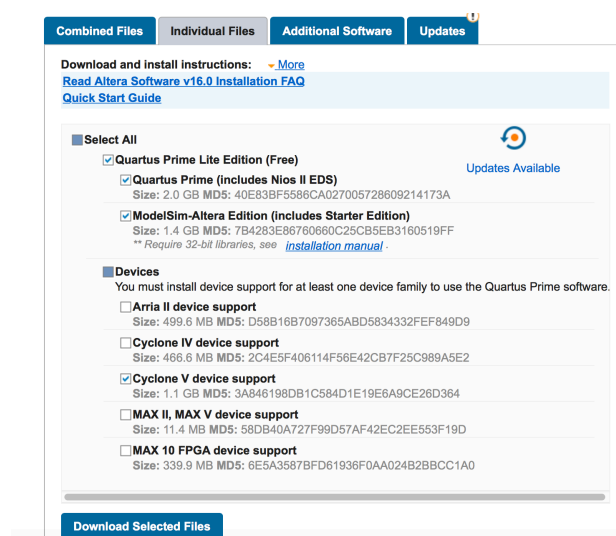 Combined Files
Individual Files
Additional Software
Updates
!
Download and install instructions: More
Read Altera Software v16.0 Installation FAQ
Quick Start Guide
Select All
Updates Available
Quartus Prime Lite Edition (Free)
Quartus Prime (includes Nios II EDS)
Size: 2.0 GB MD5: 40E83BF5586CA027005728609214173A
ModelSim-Altera Edition (includes Starter Edition)
Size: 1.4 GB MD5: 7B4283E86760660C25CB5EB3160519FF
** Require 32-bit libraries, see installation manual .
Devices
You must install device support for at least one device family to use the Quartus Prime software.
Arria II device support
Size: 499.6 MB MD5: D58B16B7097365ABD5834332FEF849D9
Cyclone IV device support
Size: 466.6 MB MD5: 2C4E5F406114F56E42CB7F25C989A5E2
Cyclone V device support
Size: 1.1 GB MD5: 3A846198DB1C584D1E19E6A9CE26D364
MAX II, MAX V device support
Size: 11.4 MB MD5: 58DB40A727F99D57AF42EC2EE553F19D
MAX 10 FPGA device support
Size: 339.9 MB MD5: 6E5A3587BFD61936F0AA024B2BBCC1A0
Download Selected Files